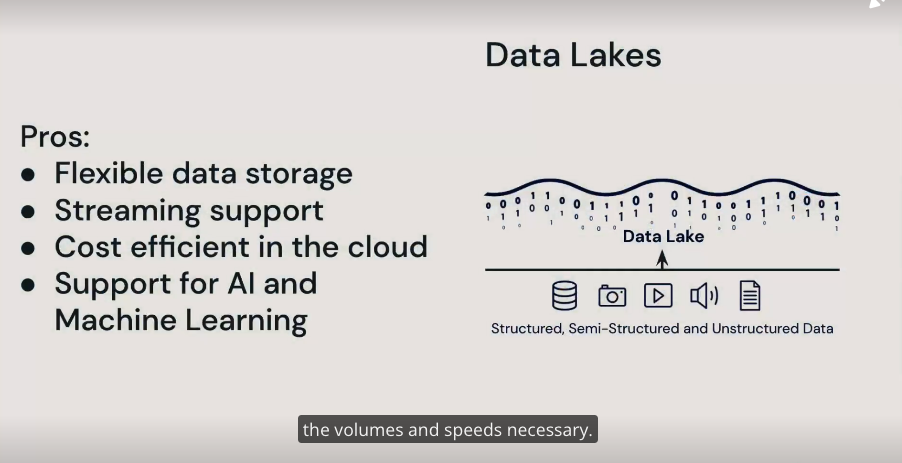 Data Lakes
Pros:
● Flexible data storage
● Streaming support
● Cost efficient in the cloud
● Support for AI and
Machine Learning
Data Lake
Structured, Semi-Structured and Unstructured Data
the volumes and speeds necessary.